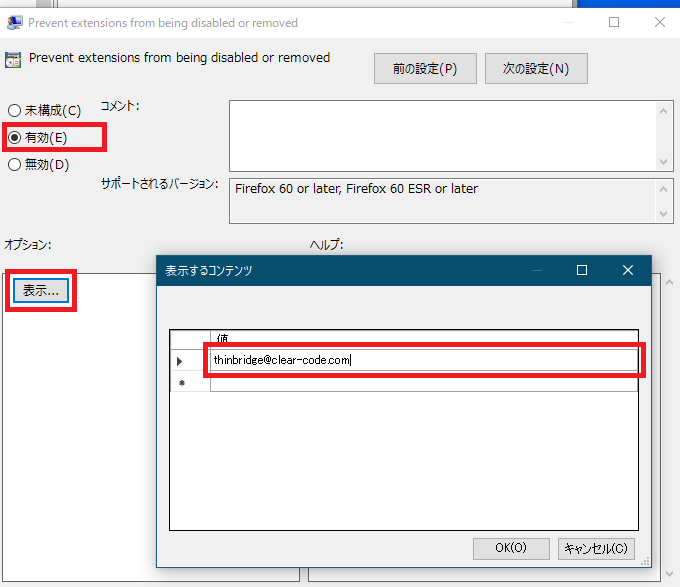 Prevent extensions from being disabled or removed
Prevent extensions from being disabled or removed
前の設定(P)
次の設定(N)
未構成(C)
コメント:
有効(E)
無効(D)
サポートされるバージョン:
Firefox 60 or later, Firefox 60 ESR or later
オプション:
ヘルプ:
表示するコンテンツ
表示...
値
thinbridge@clear-code.com
OK(O)
キャンセル(C)